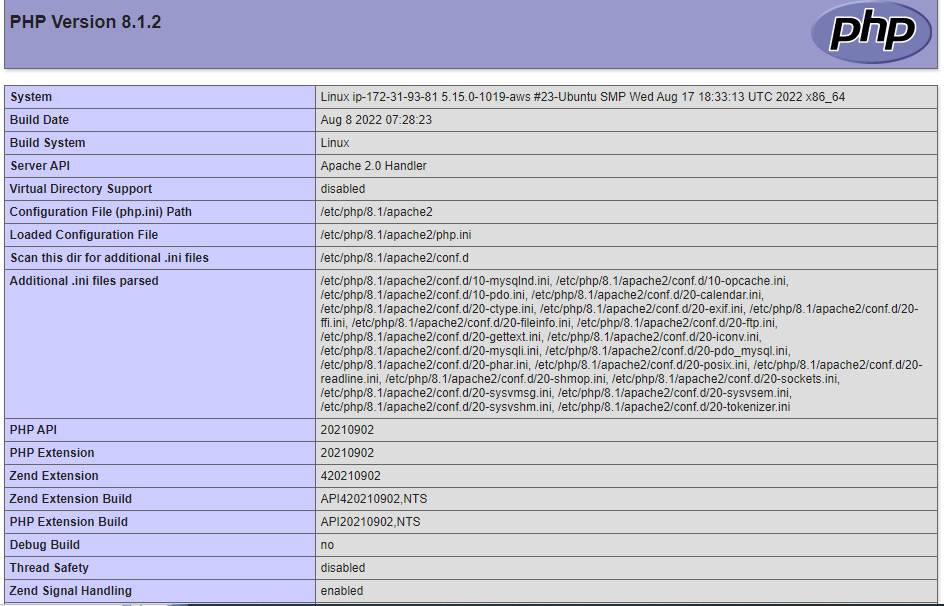 PHP Version 8.1.2
php
System Linux ip-172-31-93-81 5.15.0-1019-aws #23-Ubuntu SMP Wed Aug 17 18:33:13 UTC 2022 x86_64
Build Date Aug 8 2022 07:28:23
Build System Linux
Server API Apache 2.0 Handler
Virtual Directory Support disabled
Configuration File (php.ini) Path /etc/php/8.1/apache2
Loaded Configuration File /etc/php/8.1/apache2/php.ini
Scan this dir for additional .ini files /etc/php/8.1/apache2/conf.d
Additional .ini files parsed /etc/php/8.1/apache2/conf.d/10-mysqlnd.ini, /etc/php/8.1/apache2/conf.d/10-opcache.ini,
/etc/php/8.1/apache2/conf.d/10-pdo.ini, /etc/php/8.1/apache2/conf.d/20-calendar.ini,
/etc/php/8.1/apache2/conf.d/20-ctype.ini, /etc/php/8.1/apache2/conf.d/20-exif.ini, /etc/php/8.1/apache2/conf.d/20-
ffi.ini, /etc/php/8.1/apache2/conf.d/20-fileinfo.ini, /etc/php/8.1/apache2/conf.d/20-ftp.ini,
/etc/php/8.1/apache2/conf.d/20-gettext.ini, /etc/php/8.1/apache2/conf.d/20-iconv.ini,
/etc/php/8.1/apache2/conf.d/20-mysqli.ini, /etc/php/8.1/apache2/conf.d/20-pdo_mysql.ini,
/etc/php/8.1/apache2/conf.d/20-phar.ini, /etc/php/8.1/apache2/conf.d/20-posix.ini, /etc/php/8.1/apache2/conf.d/20-
readline.ini, /etc/php/8.1/apache2/conf.d/20-shmop.ini, /etc/php/8.1/apache2/conf.d/20-sockets.ini,
/etc/php/8.1/apache2/conf.d/20-sysvmsg.ini, /etc/php/8.1/apache2/conf.d/20-sysvsem.ini,
/etc/php/8.1/apache2/conf.d/20-sysvshm.ini, /etc/php/8.1/apache2/conf.d/20-tokenizer.ini
PHP API 20210902
PHP Extension 20210902
Zend Extension 420210902
Zend Extension Build API420210902,NTS
PHP Extension Build API20210902,NTS
Debug Build no
Thread Safety disabled
Zend Signal Handling enabled